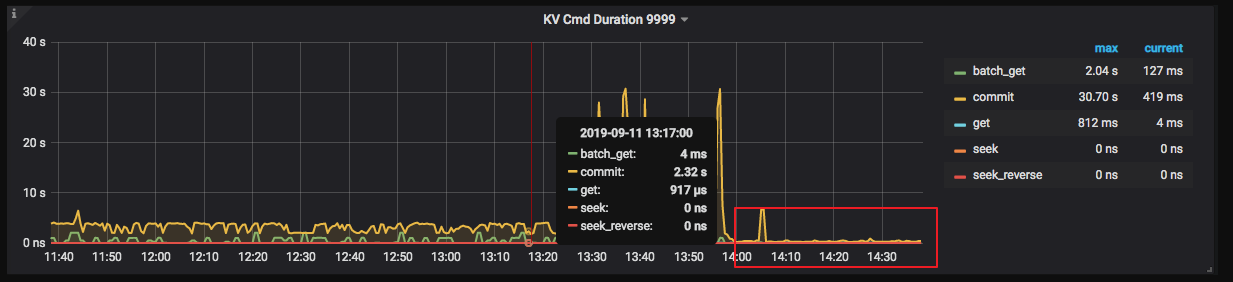 i
KV Cmd Duration 9999
40 s
30 s
20 s
10 s
0 ns
11:40 11:50 12:00 12:10 12:20 12:30 12:40 12:50 13:00 13:10 13:20 13:30 13:40 13:50 14:00 14:10 14:20 14:30
2019-09-11 13:17:00
batch_get: 4 ms
commit: 2.32 s
get: 917 µs
seek: 0 ns
seek_reverse: 0 ns
max current
batch_get 2.04 s 127 ms
commit 30.70 s 419 ms
get 812 ms 4 ms
seek 0 ns 0 ns
seek_reverse 0 ns 0 ns